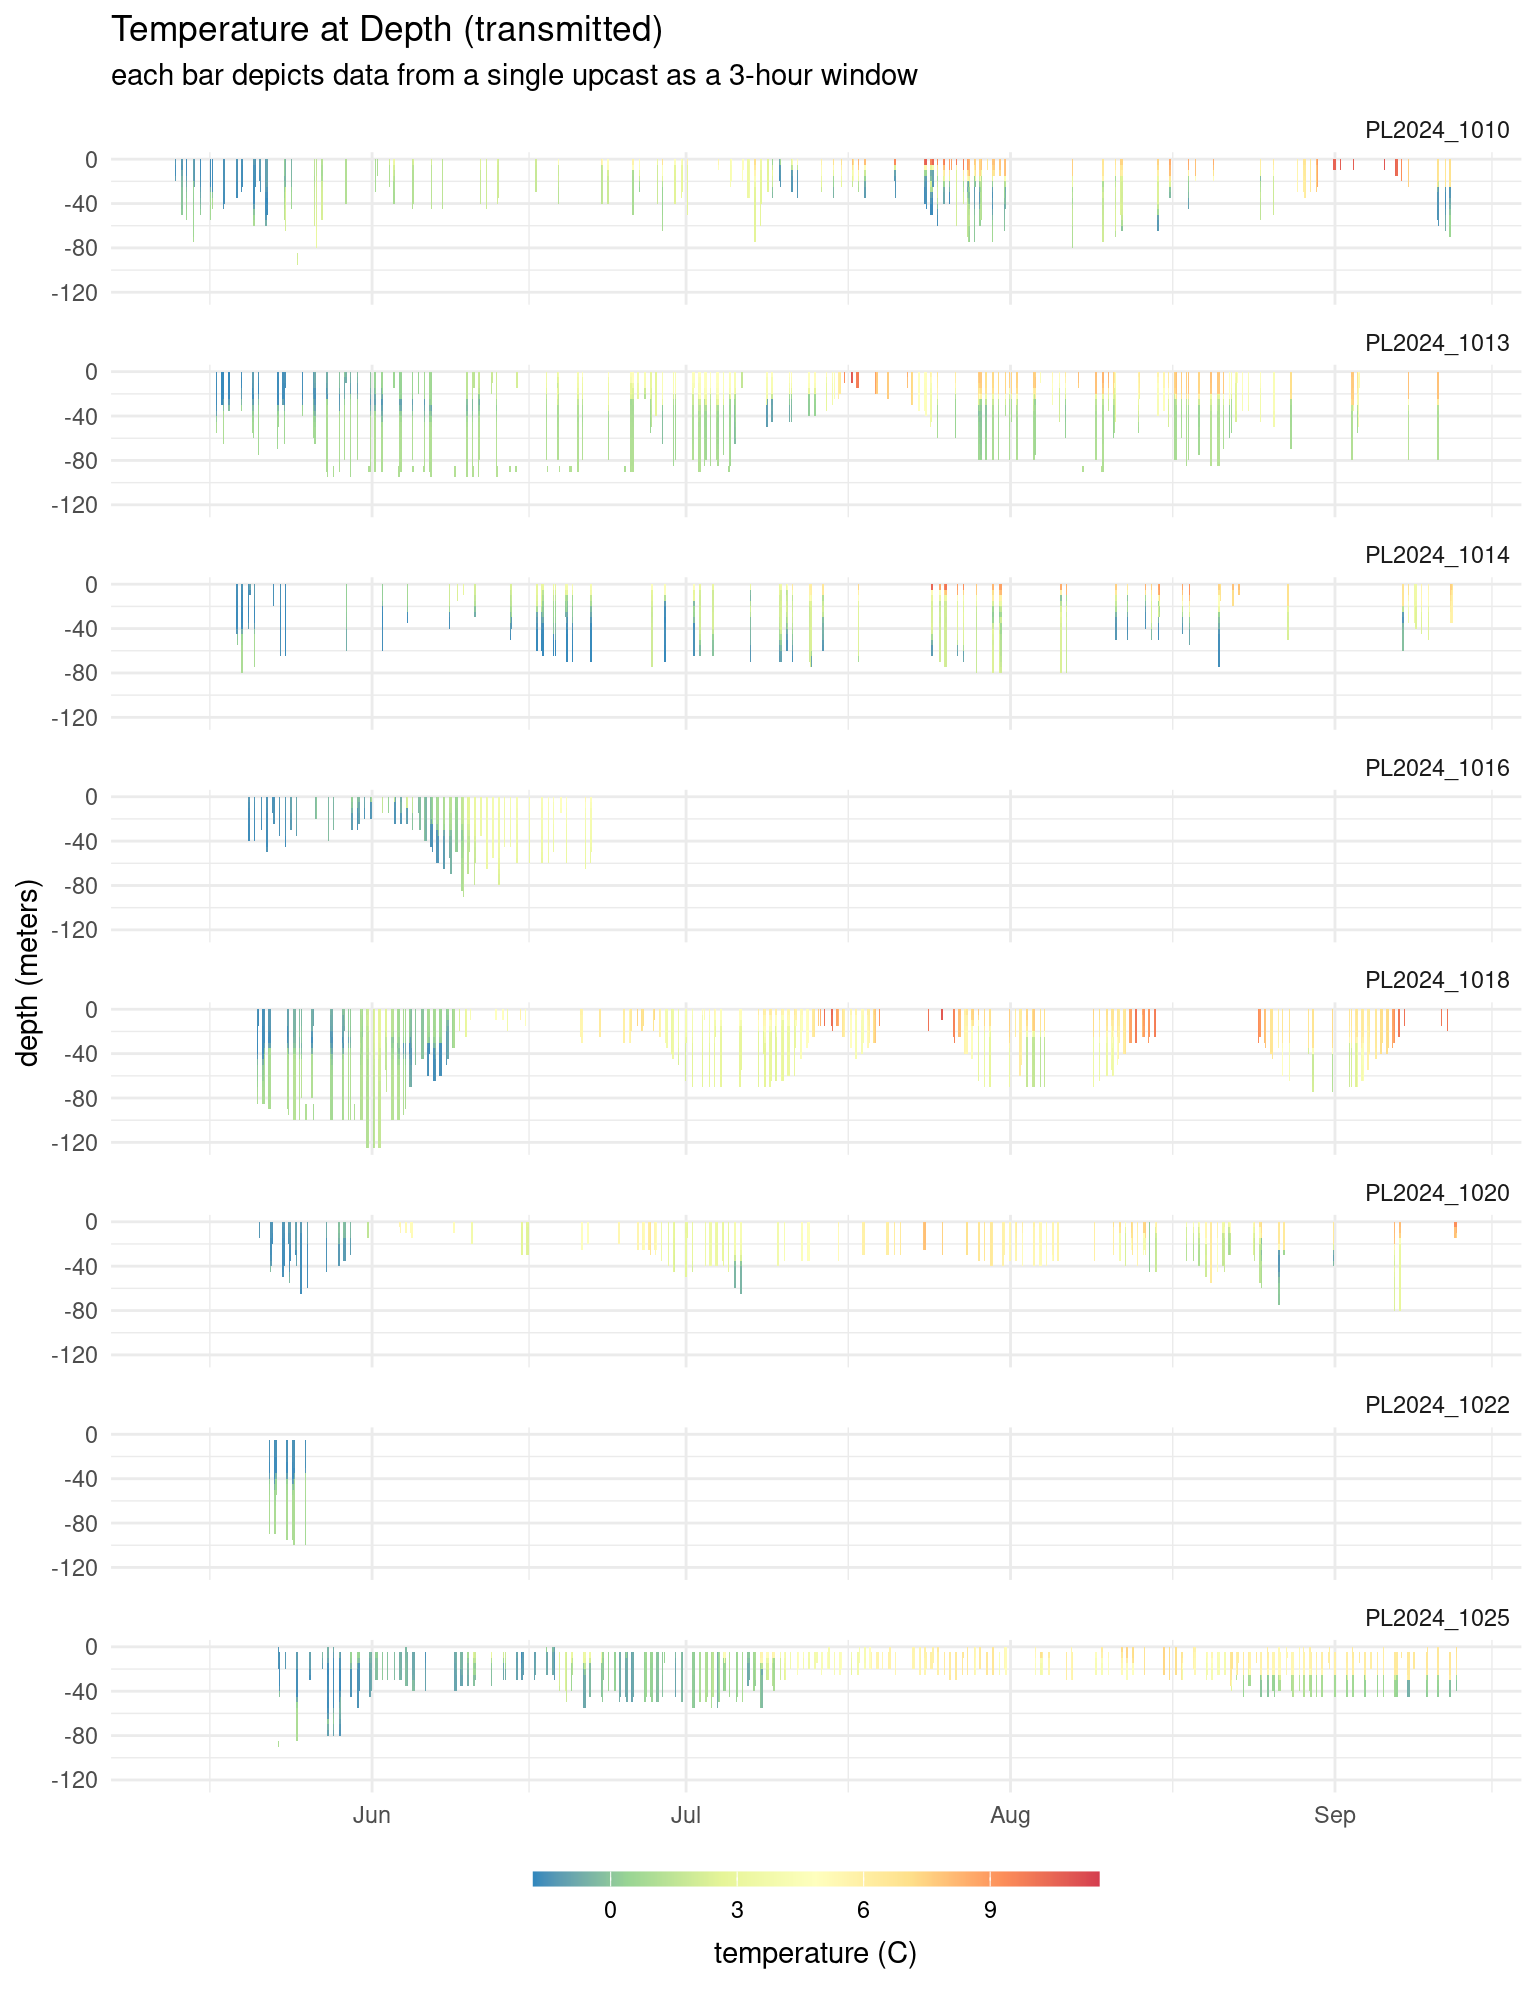 Temperature at Depth (transmitted)
each bar depicts data from a single upcast as a 3-hour window
PL2024_1010
0
-40
-80
-120
PL2024_1013
0
-40
-80
-120
PL2024_1014
0
-40
-80
-120
PL2024_1016
0
-40
-80
-120
depth (meters)
PL2024_1018
0
-40
-80
-120
PL2024_1020
0
-40
-80
-120
PL2024_1022
0
-40
-80
-120
PL2024_1025
0
-40
-80
-120
Jun Jul Aug Sep
0 3 6 9
temperature (C)